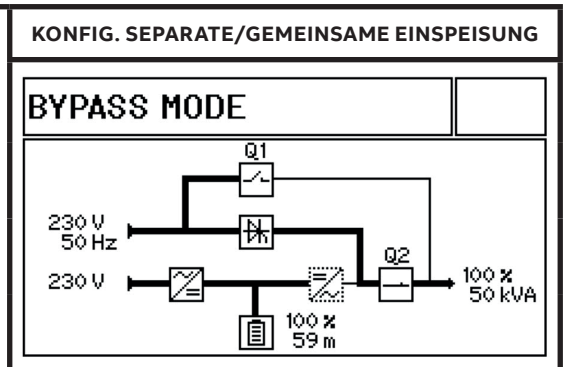 KONFIG. SEPARATE/GEMEINSAME EINSPEISUNG
BYPASS MODE
Q1
230 V
50 Hz
Q2
230 V
100 %
50 kVA
100 %
59 m